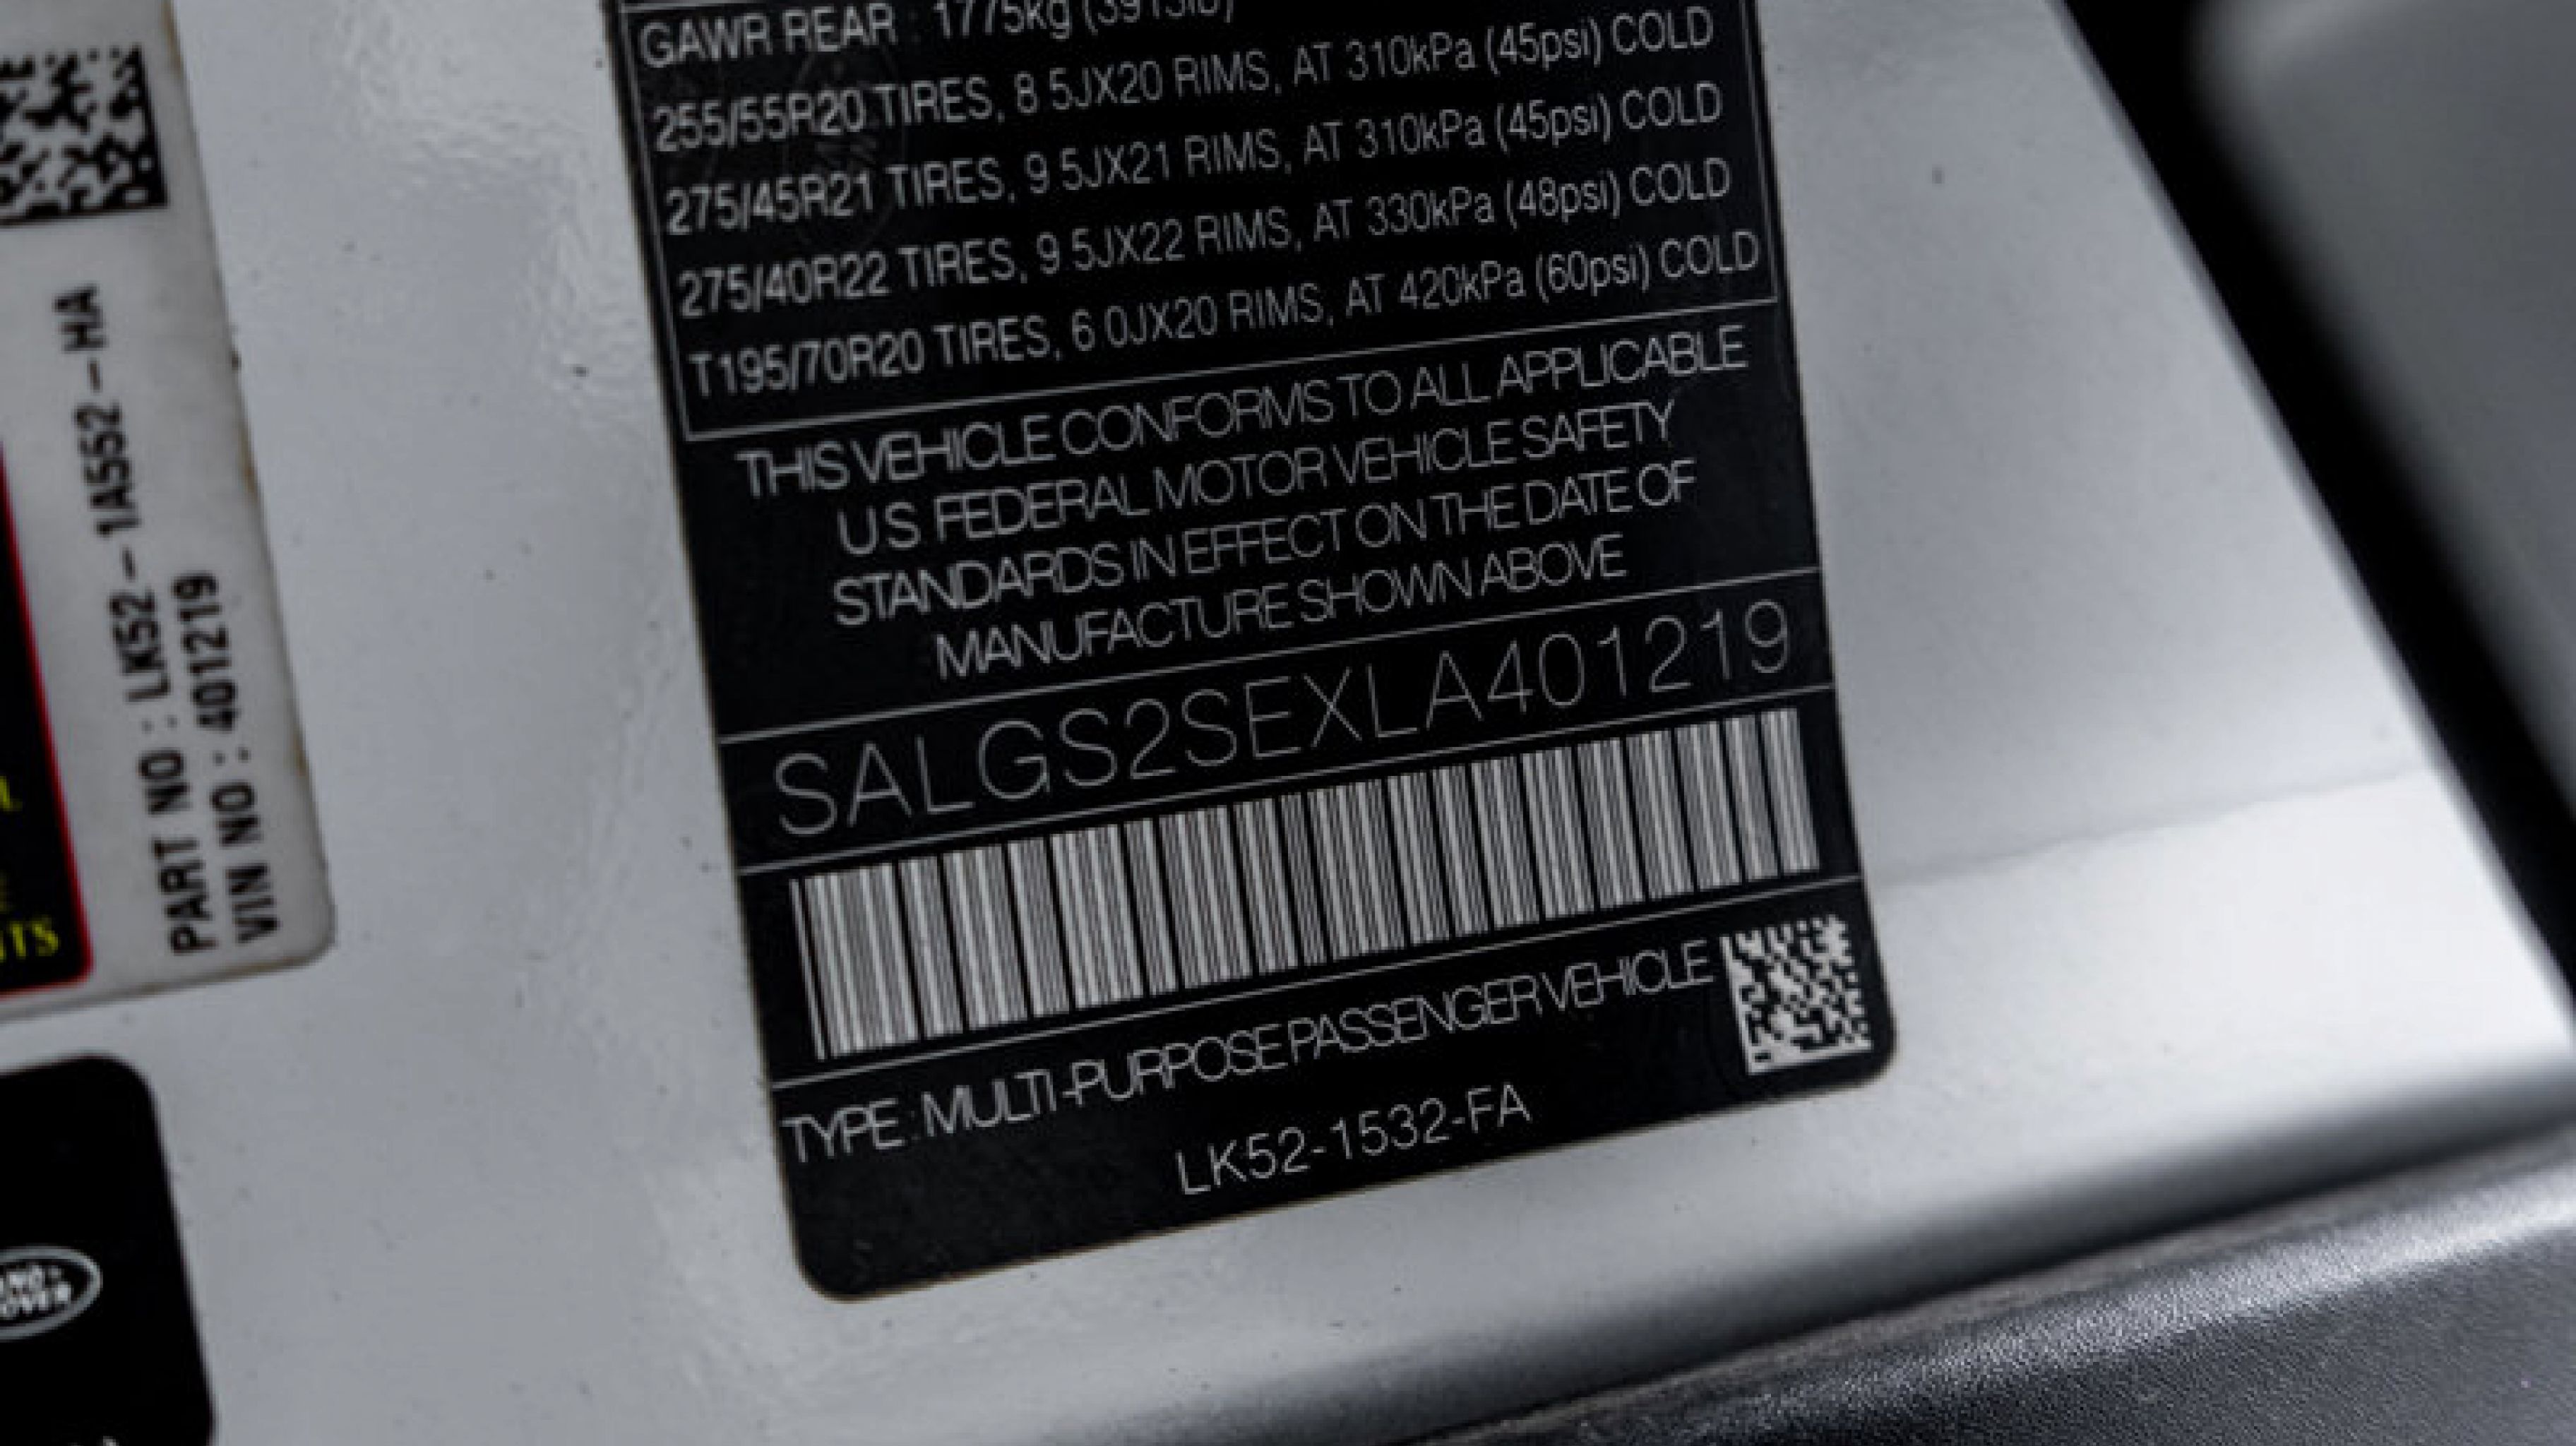 GAWR REAR : 1775kg (3913lb)
255/55R20 TIRES, 8 5JX20 RIMS, AT 310kPa (45psi) COLD
275/45R21 TIRES, 9 5JX21 RIMS, AT 310kPa (45psi) COLD
275/40R22 TIRES, 9 5JX22 RIMS, AT 330kPa (48psi) COLD
T195/70R20 TIRES, 6 0JX20 RIMS, AT 420kPa (60psi) COLD
THIS VEHICLE CONFORMS TO ALL APPLICABLE
U.S. FEDERAL MOTOR VEHICLE SAFETY
STANDARDS IN EFFECT ON THE DATE OF
MANUFACTURE SHOWN ABOVE
SALGS2SEXLA401219
TYPE : MULTI-PURPOSE PASSENGER VEHICLE
LK52-1532-FA
PART NO : LK52-1A552-HA
VIN NO : 401219